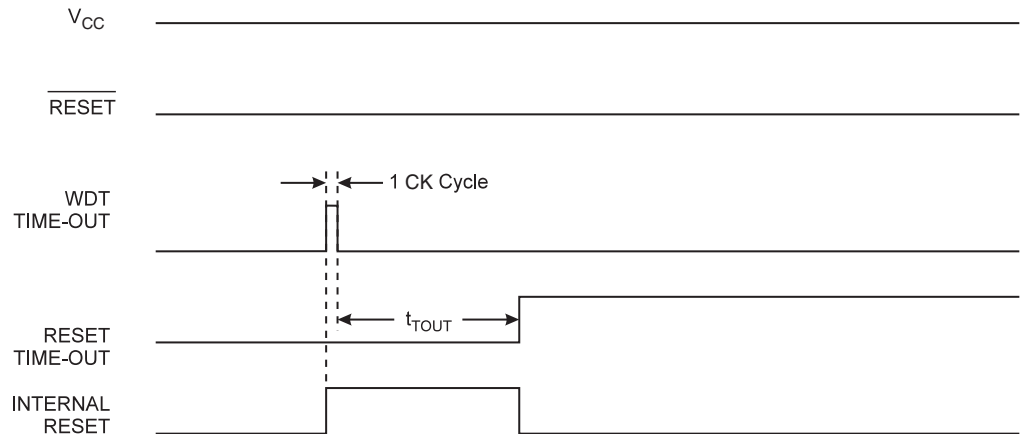 VCC
RESET
1 CK Cycle
WDT
TIME-OUT
tTOUT
RESET
TIME-OUT
INTERNAL
RESET